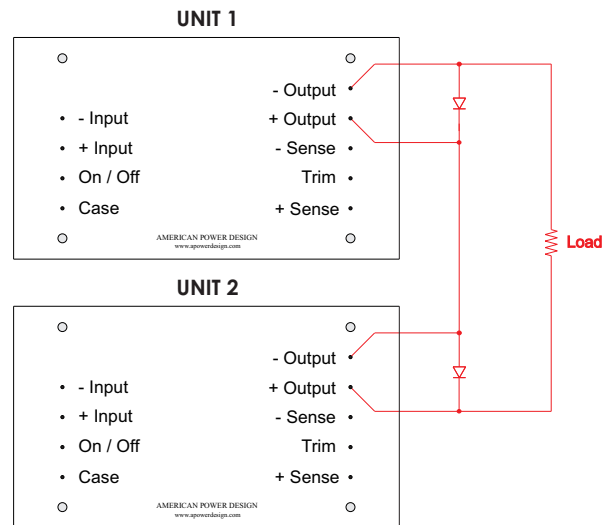 UNIT 1
- Output
- Input
+ Output
+ Input
- Sense
On / Off
Trim
Case
+ Sense
AMERICAN POWER DESIGN
www.apowerdesign.com
Load
UNIT 2
- Output
- Input
+ Output
+ Input
- Sense
On / Off
Trim
Case
+ Sense
AMERICAN POWER DESIGN
www.apowerdesign.com